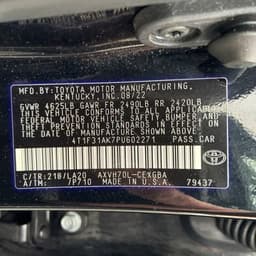 MFD.BY:TOYOTA MOTOR MANUFACTURING,
KENTUCKY, INC. 08/22
GVWR 4625LB GAWR FR 2490LB RR 2420LB
THIS VEHICLE CONFORMS TO ALL APPLICABLE
FEDERAL MOTOR VEHICLE SAFETY, BUMPER, AND
THEFT PREVENTION STANDARDS IN EFFECT ON
THE DATE OF MANUFACTURE SHOWN ABOVE.
4T1F31AK7PU602271 PASS.CAR
C/TR:218/LA20 AXVH70L-CEXGBA
A/TM: 7P710 MADE IN U.S.A. 79437
TOYOTA